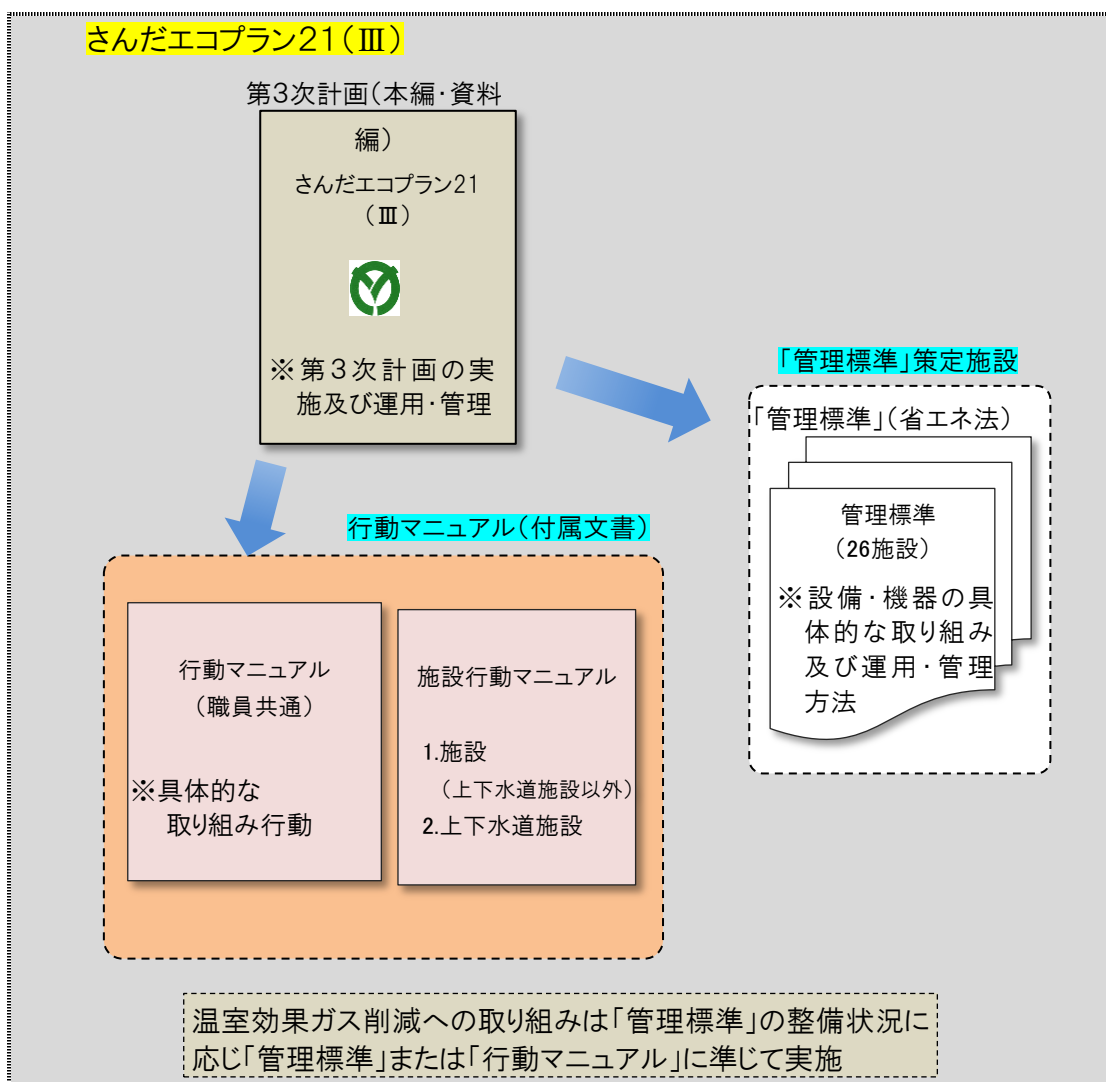 さんだエコプラン21(Ⅲ)
第3次計画(本編･資料
編)
さんだエコプラン21
(Ⅲ)
※第3次計画の実
施及び運用･管理
「管理標準」策定施設
「管理標準」(省エネ法)
管理標準
(26施設)
※設備･機器の具
体的な取り組み
及び運用･管理
方法
行動マニュアル(付属文書)
行動マニュアル
(職員共通)
※具体的な
取り組み行動
施設行動マニュアル
1.施設
(上下水道施設以外)
2.上下水道施設
温室効果ガス削減への取り組みは「管理標準」の整備状況に
応じ「管理標準」または「行動マニュアル」に準じて実施